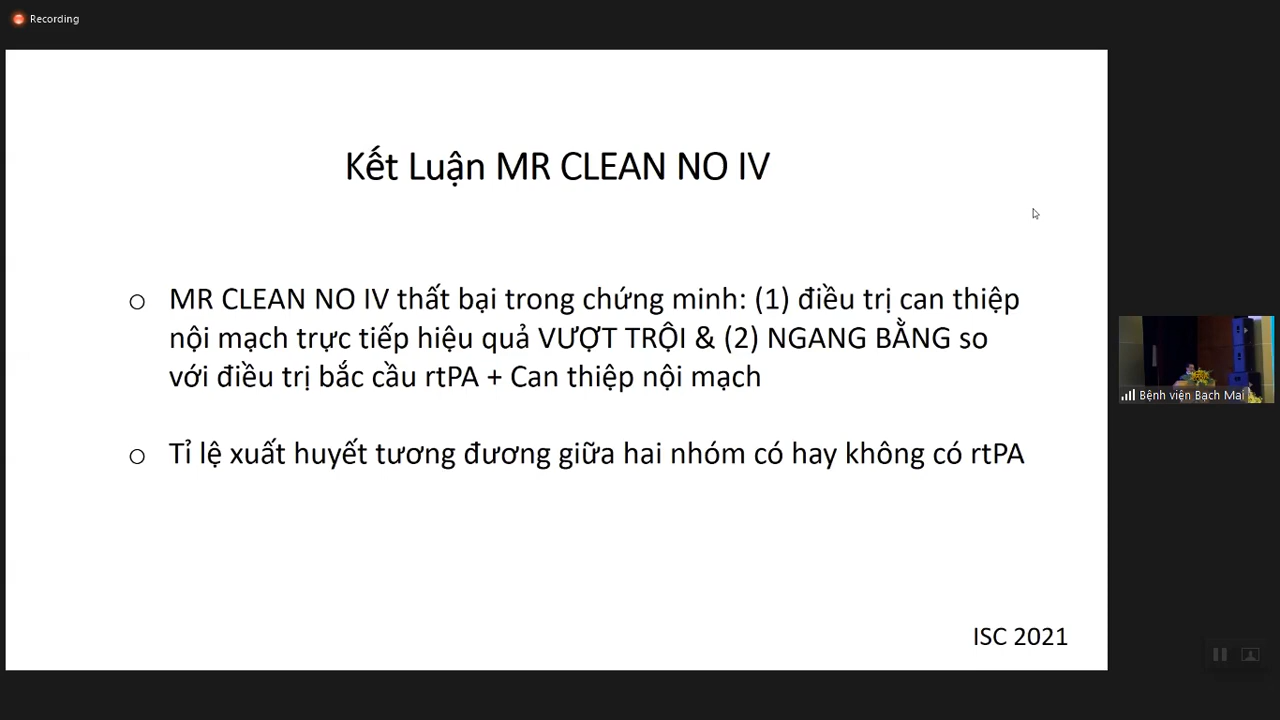 Recording
Kết Luận MR CLEAN NO IV
o MR CLEAN NO IV thất bại trong chứng minh: (1) điều trị can thiệp
nội mạch trực tiếp hiệu quả VƯỢT TRỘI & (2) NGANG BẰNG so
với điều trị bắc cầu rtPA + Can thiệp nội mạch
o Tỉ lệ xuất huyết tương đương giữa hai nhóm có hay không có rtPA
Bệnh viện Bạch Mai
ISC 2021